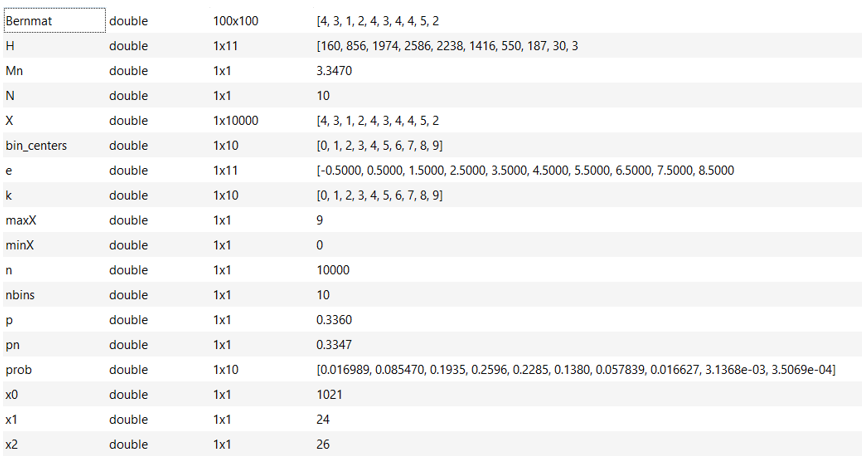 Bernmat double 100x100 [4, 3, 1, 2, 4, 3, 4, 4, 5, 2
H double 1x11 [160, 856, 1974, 2586, 2238, 1416, 550, 187, 30, 3
Mn double 1x1 3.3470
N double 1x1 10
X double 1x10000 [4, 3, 1, 2, 4, 3, 4, 4, 5, 2
bin_centers double 1x10 [0, 1, 2, 3, 4, 5, 6, 7, 8, 9]
e double 1x11 [-0.5000, 0.5000, 1.5000, 2.5000, 3.5000, 4.5000, 5.5000, 6.5000, 7.5000, 8.5000
k double 1x10 [0, 1, 2, 3, 4, 5, 6, 7, 8, 9]
maxX double 1x1 9
minX double 1x1 0
n double 1x1 10000
nbins double 1x1 10
p double 1x1 0.3360
pn double 1x1 0.3347
prob double 1x10 [0.016989, 0.085470, 0.1935, 0.2596, 0.2285, 0.1380, 0.057839, 0.016627, 3.1368e-03, 3.5069e-04]
x0 double 1x1 1021
x1 double 1x1 24
x2 double 1x1 26